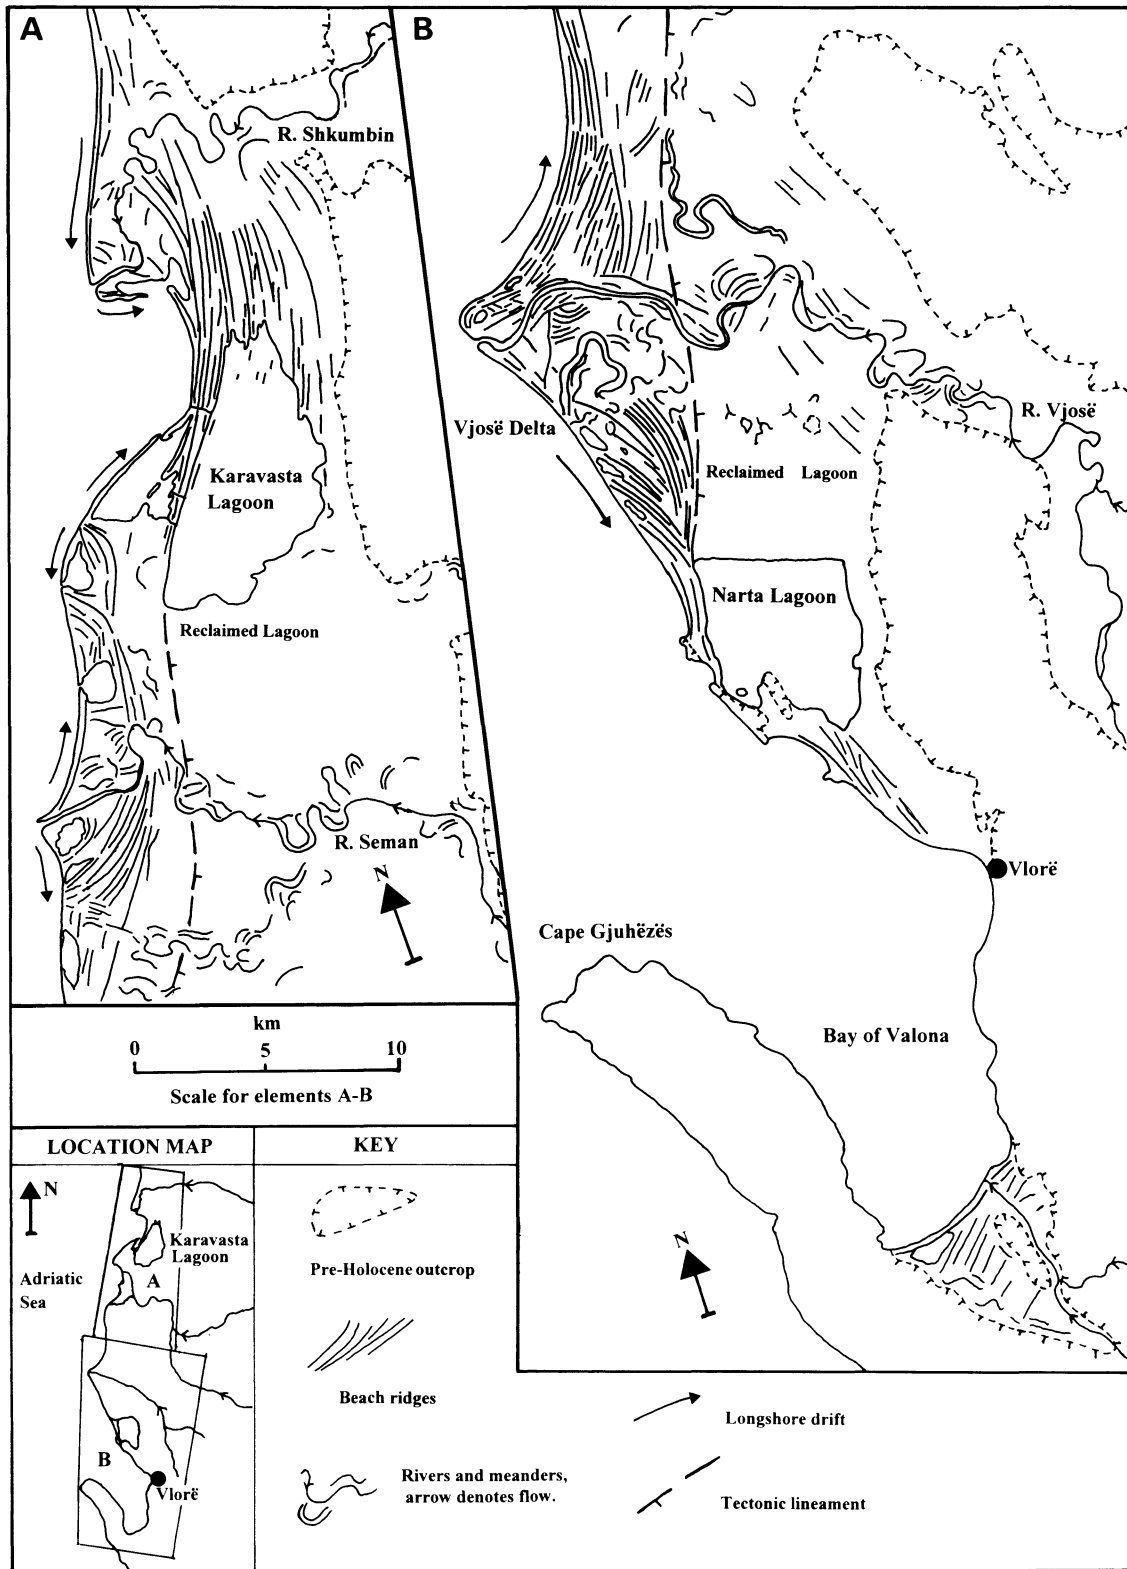 A
B
R. Shkumbin
Karavasta
Lagoon
Reclaimed Lagoon
R. Seman
N
Vjosë Delta
R. Vjosë
Reclaimed Lagoon
Narta Lagoon
Vlorë
Cape Gjuhëzës
Bay of Valona
N
km
0 5 10
Scale for elements A-B
LOCATION MAP
N
Karavasta
Lagoon
Adriatic
Sea
A
B
Vlorë
KEY
Pre-Holocene outcrop
Beach ridges
Rivers and meanders,
arrow denotes flow.
Longshore drift
Tectonic lineament